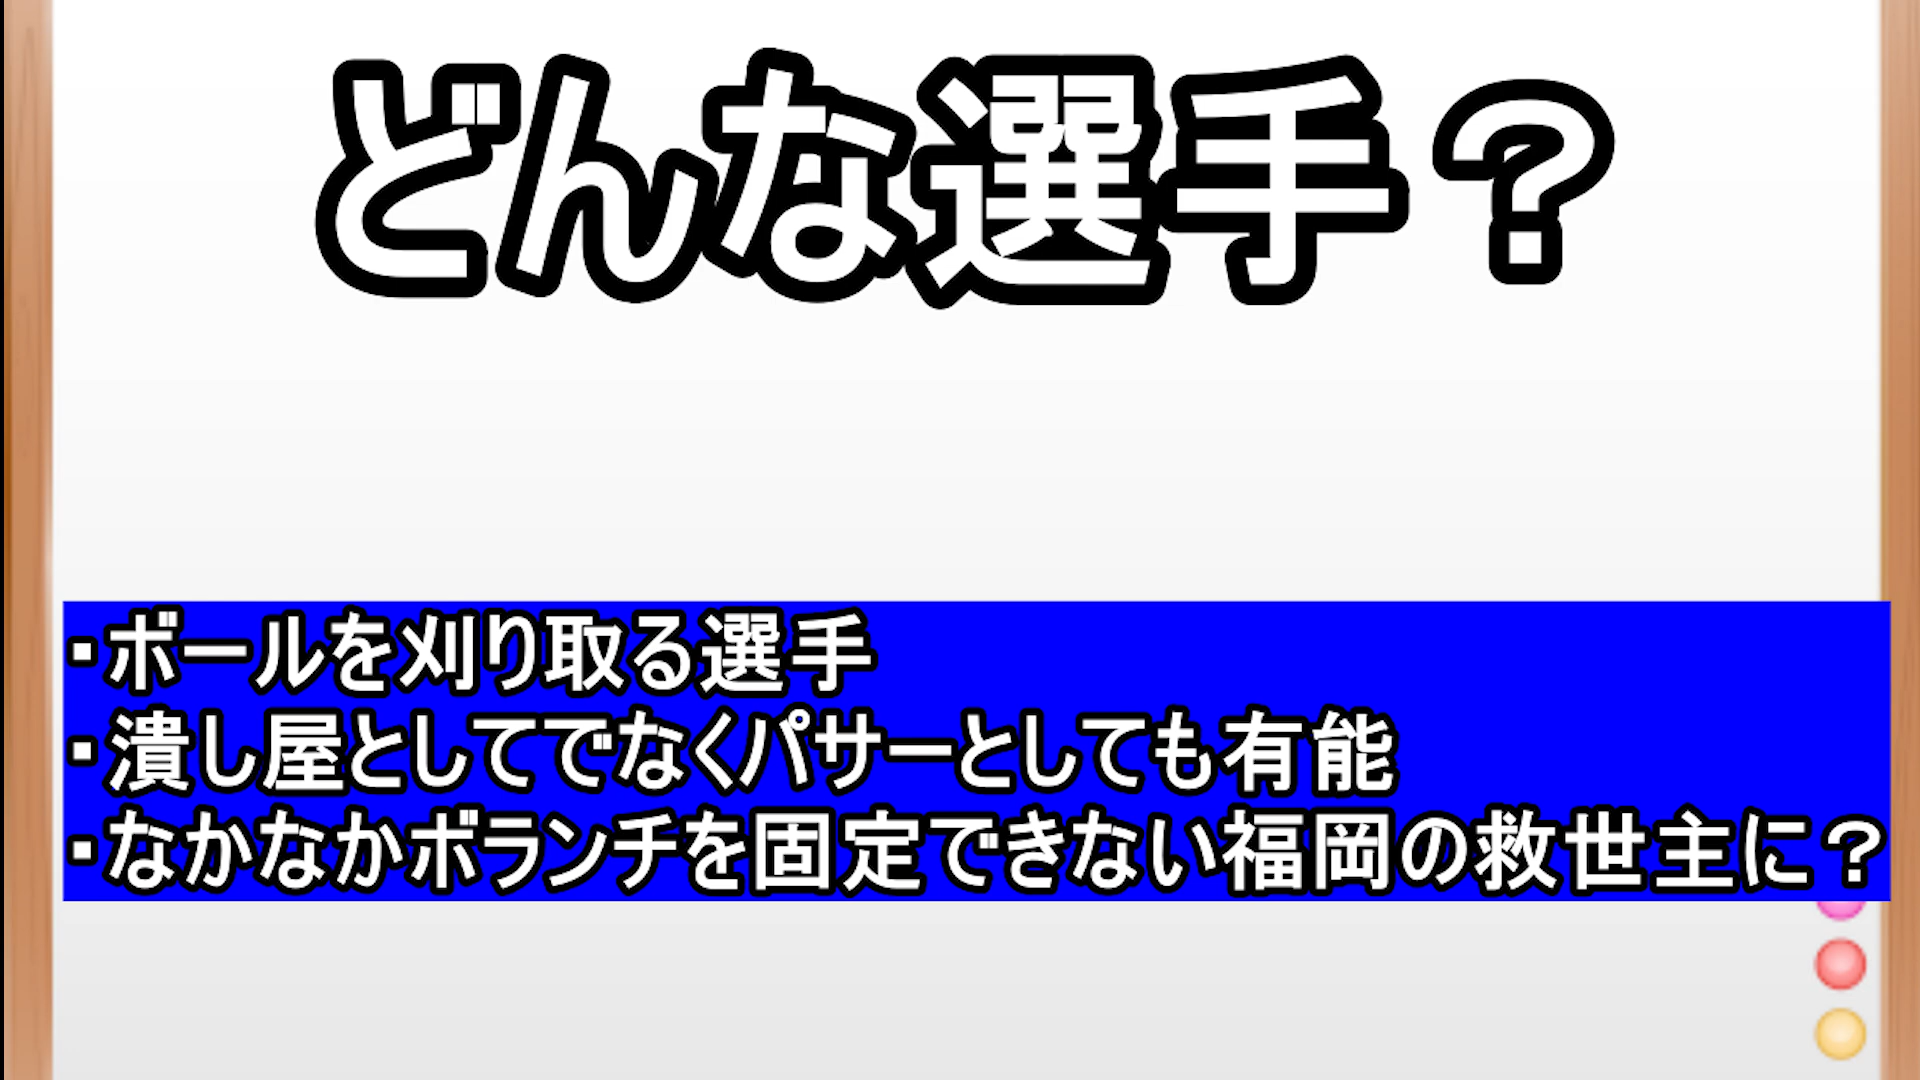 どんな選手？
・ボールを刈り取る選手
・潰し屋としてでなくパサーとしても有能
・なかなかボランチを固定できない福岡の救世主に？